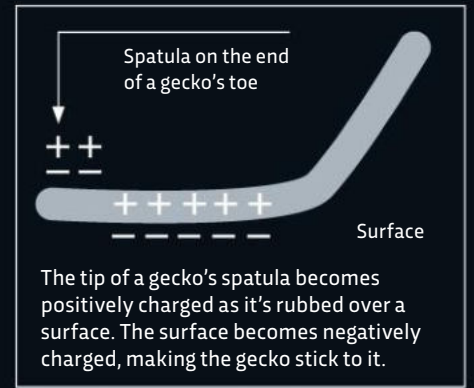 Spatula on the end
of a gecko's toe
+ +
– –
+ + + + +
– – – – –
Surface
The tip of a gecko's spatula becomes
positively charged as it's rubbed over a
surface. The surface becomes negatively
charged, making the gecko stick to it.